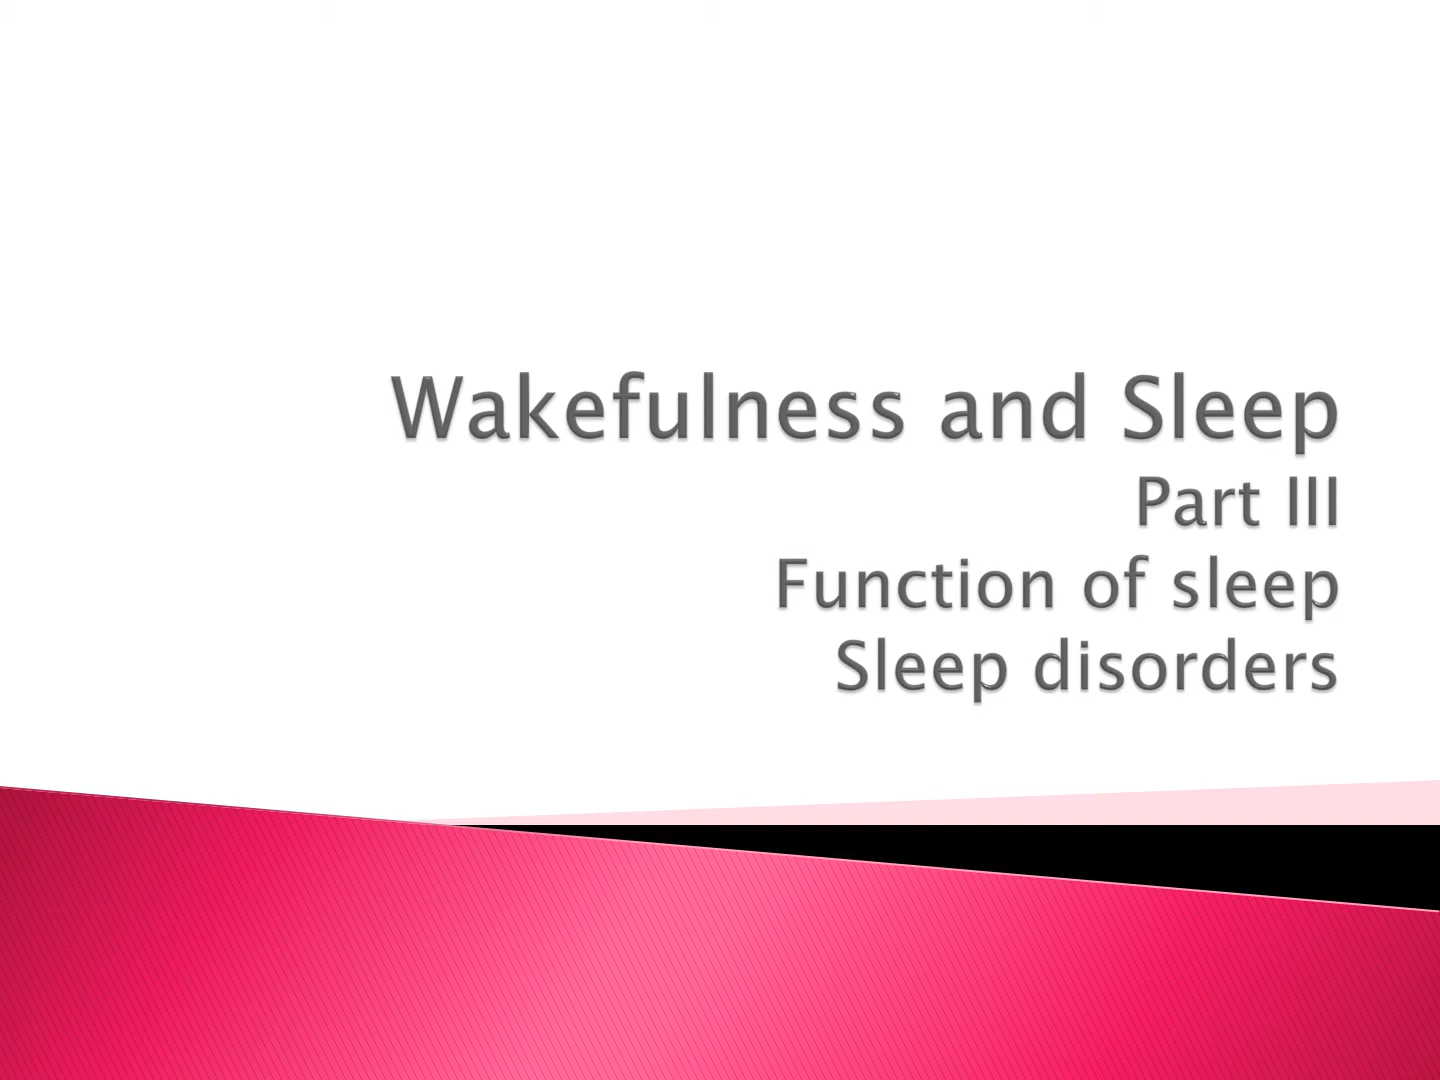 Wakefulness and Sleep
Part III
Function of sleep
Sleep disorders